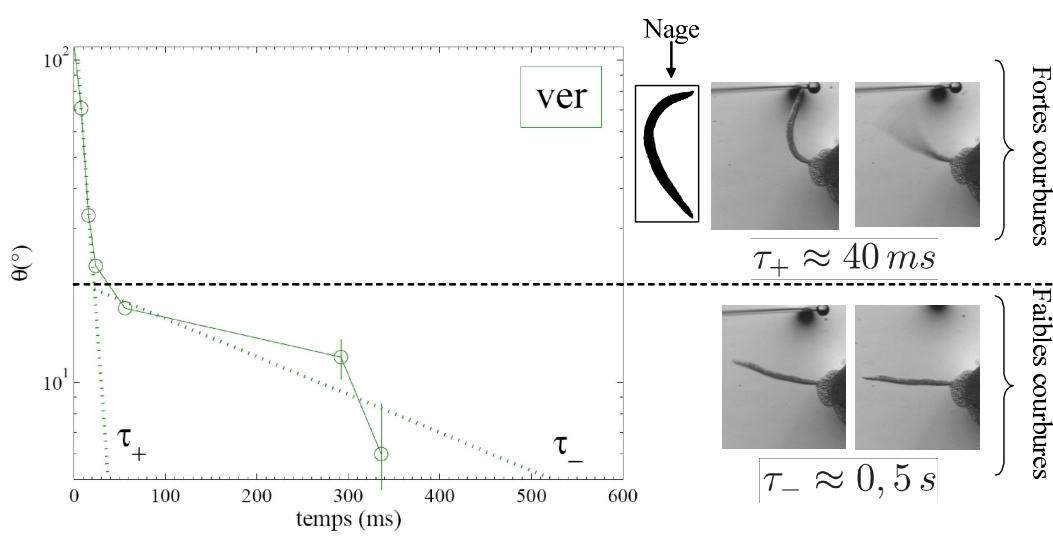 Nage
10²
ver
θ(°)
10¹
τ₊
τ₋
0 100 200 300 400 500 600
temps (ms)
Fortes courbures
τ₊ ≈ 40 ms
Faibles courbures
τ₋ ≈ 0, 5 s